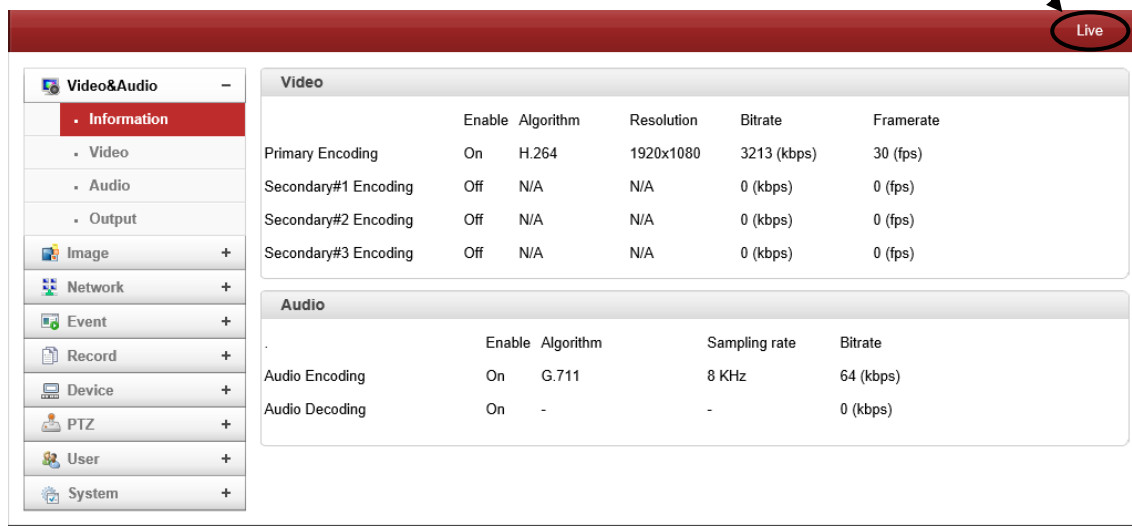 Live
Video&Audio –
Information
Video
Audio
Output
Image +
Network +
Event +
Record +
Device +
PTZ +
User +
System +
Video
Enable Algorithm Resolution Bitrate Framerate
Primary Encoding On H.264 1920x1080 3213 (kbps) 30 (fps)
Secondary#1 Encoding Off N/A N/A 0 (kbps) 0 (fps)
Secondary#2 Encoding Off N/A N/A 0 (kbps) 0 (fps)
Secondary#3 Encoding Off N/A N/A 0 (kbps) 0 (fps)
Audio
. Enable Algorithm Sampling rate Bitrate
Audio Encoding On G.711 8 KHz 64 (kbps)
Audio Decoding On - - 0 (kbps)